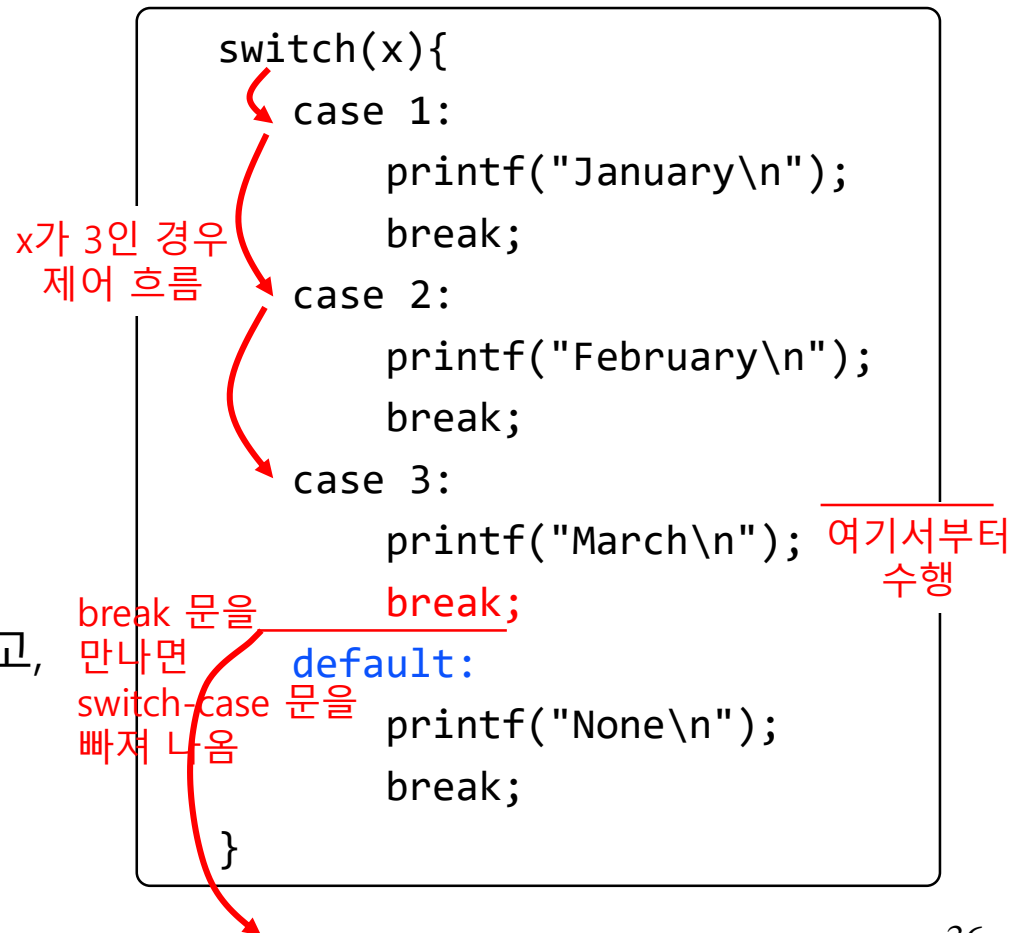 switch(x){
case 1:
printf("January\n");
break;
x가 3인 경우
제어 흐름
case 2:
printf("February\n");
break;
case 3:
printf("March\n");
여기서부터
수행
break;
고,
break 문을
만나면
switch-case 문을
빠져 나옴
default:
printf("None\n");
break;
}